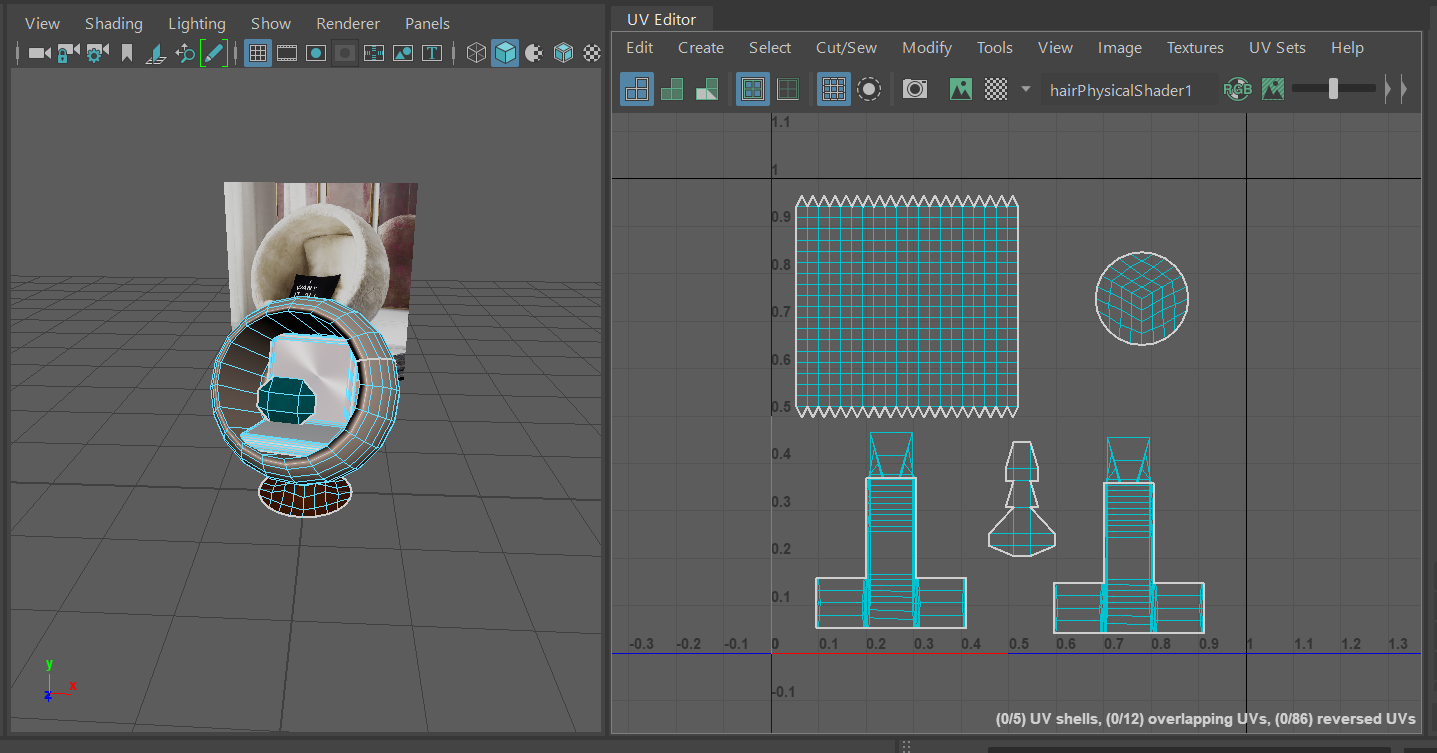 View Shading Lighting Show Renderer Panels
UV Editor
Edit Create Select Cut/Sew Modify Tools View Image Textures UV Sets Help
T
hairPhysicalShader1
RGB
1.1
1
0.9
0.8
0.7
0.6
0.5
0.4
0.3
0.2
0.1
-0.3 -0.2 -0.1 0 0.1 0.2 0.3 0.4 0.5 0.6 0.7 0.8 0.9 1 1.1 1.2 1.3
-0.1
I
WANT
IT ALL
y
z
x
(0/5) UV shells, (0/12) overlapping UVs, (0/86) reversed UVs